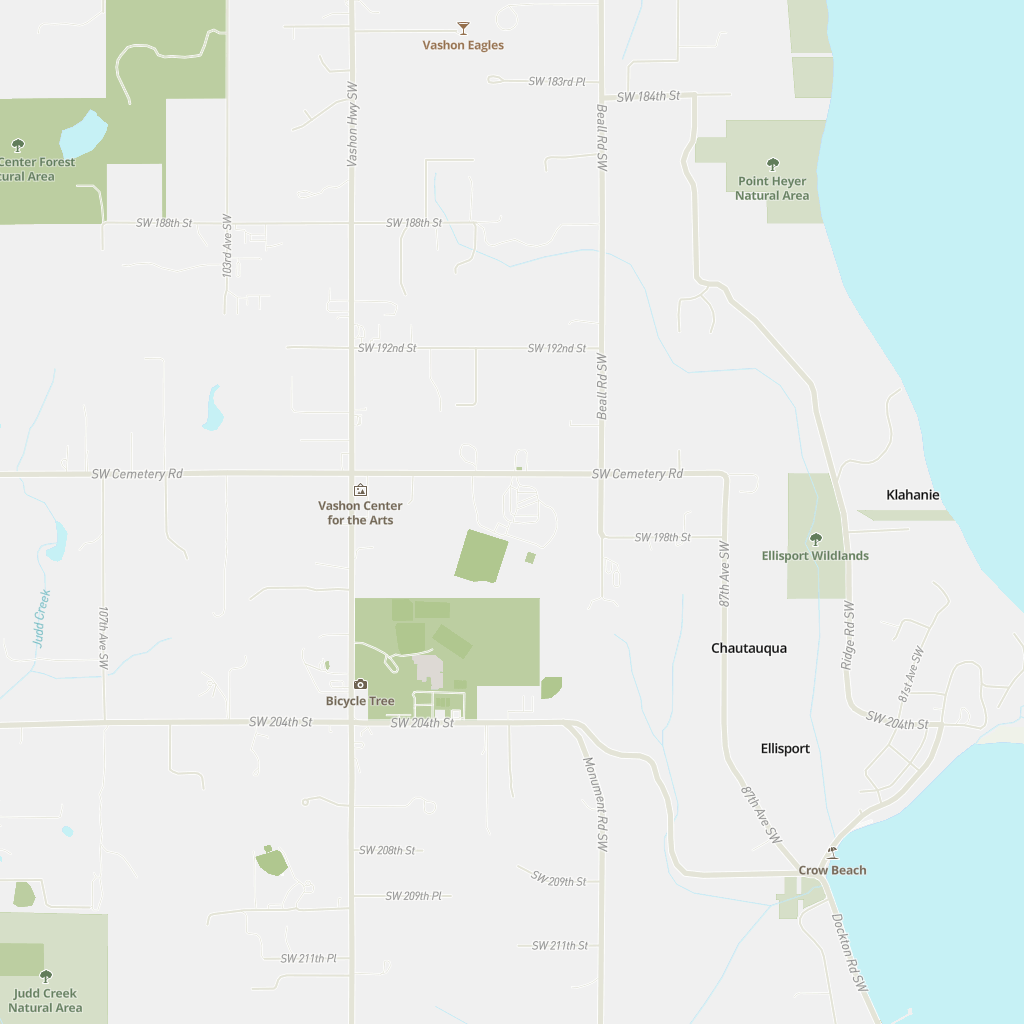 Vashon Eagles
SW 183rd Pl
SW 184th St
Vashon Hwy SW
Beall Rd SW
Center Forest
tural Area
Point Heyer
Natural Area
SW 188th St
SW 188th St
103rd Ave SW
SW 192nd St
SW 192nd St
Beall Rd SW
SW Cemetery Rd
SW Cemetery Rd
Vashon Center
for the Arts
Klahanie
SW 198th St
Ellisport Wildlands
87th Ave SW
Judd Creek
107th Ave SW
Ridge Rd SW
Chautauqua
81st Ave SW
Bicycle Tree
SW 204th St
SW 204th St
SW 204th St
Ellisport
Monument Rd SW
87th Ave SW
SW 208th St
Crow Beach
SW 209th St
SW 209th Pl
Dockton Rd SW
SW 211th St
SW 211th Pl
Judd Creek
Natural Area